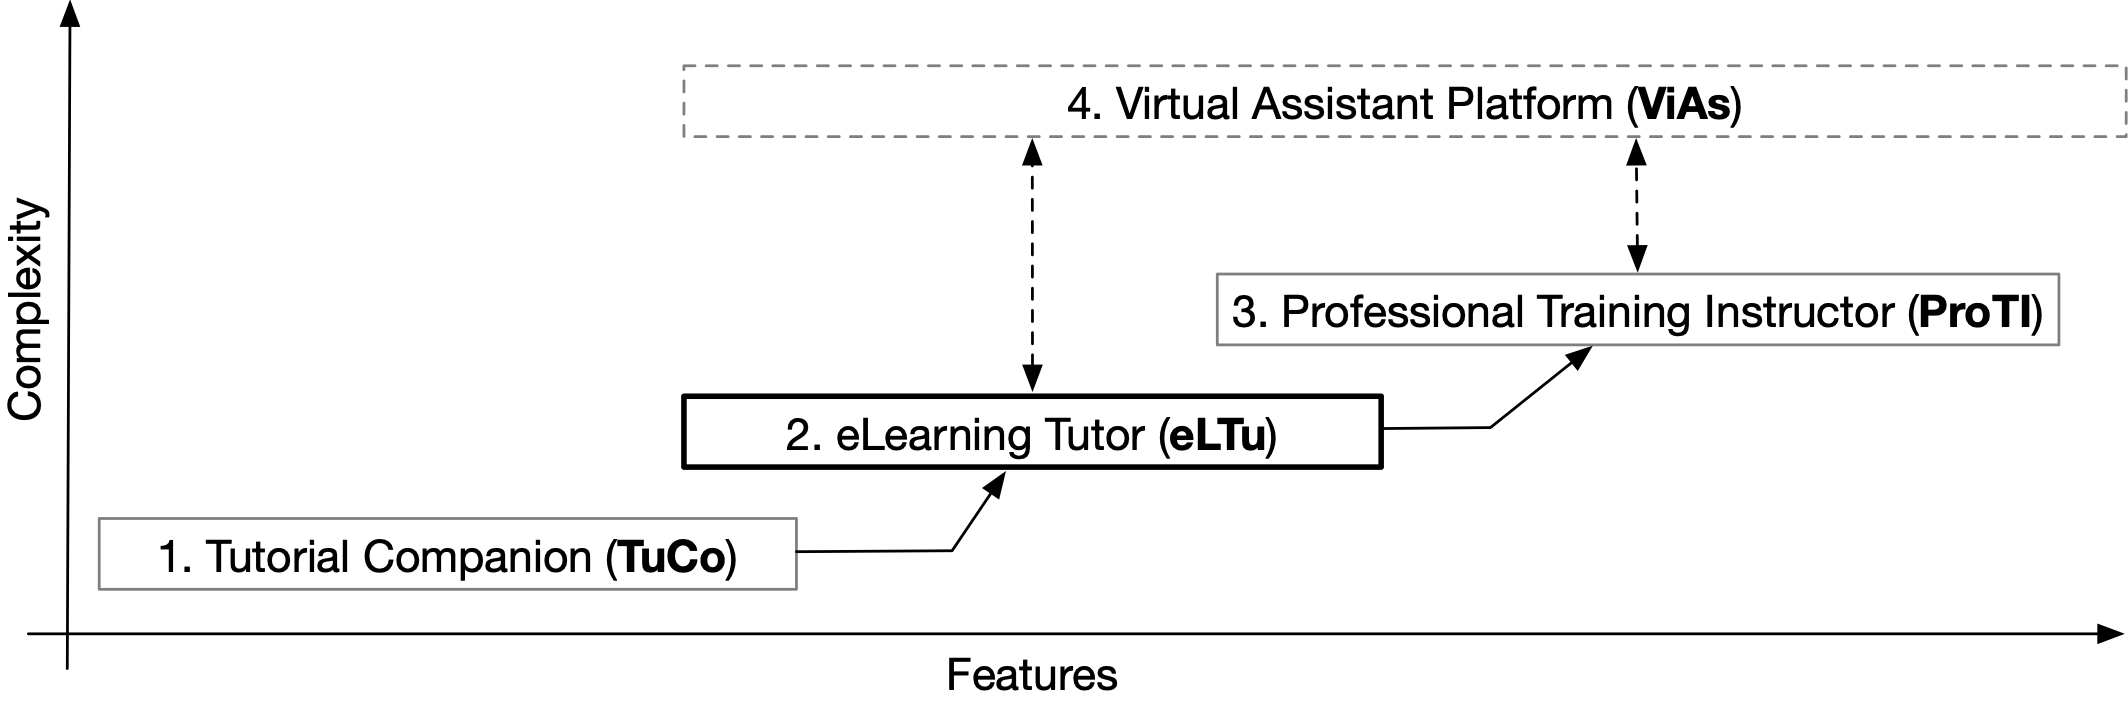 4. Virtual Assistant Platform (ViAs)
Complexity
3. Professional Training Instructor (ProTI)
2. eLearning Tutor (eLTu)
1. Tutorial Companion (TuCo)
Features